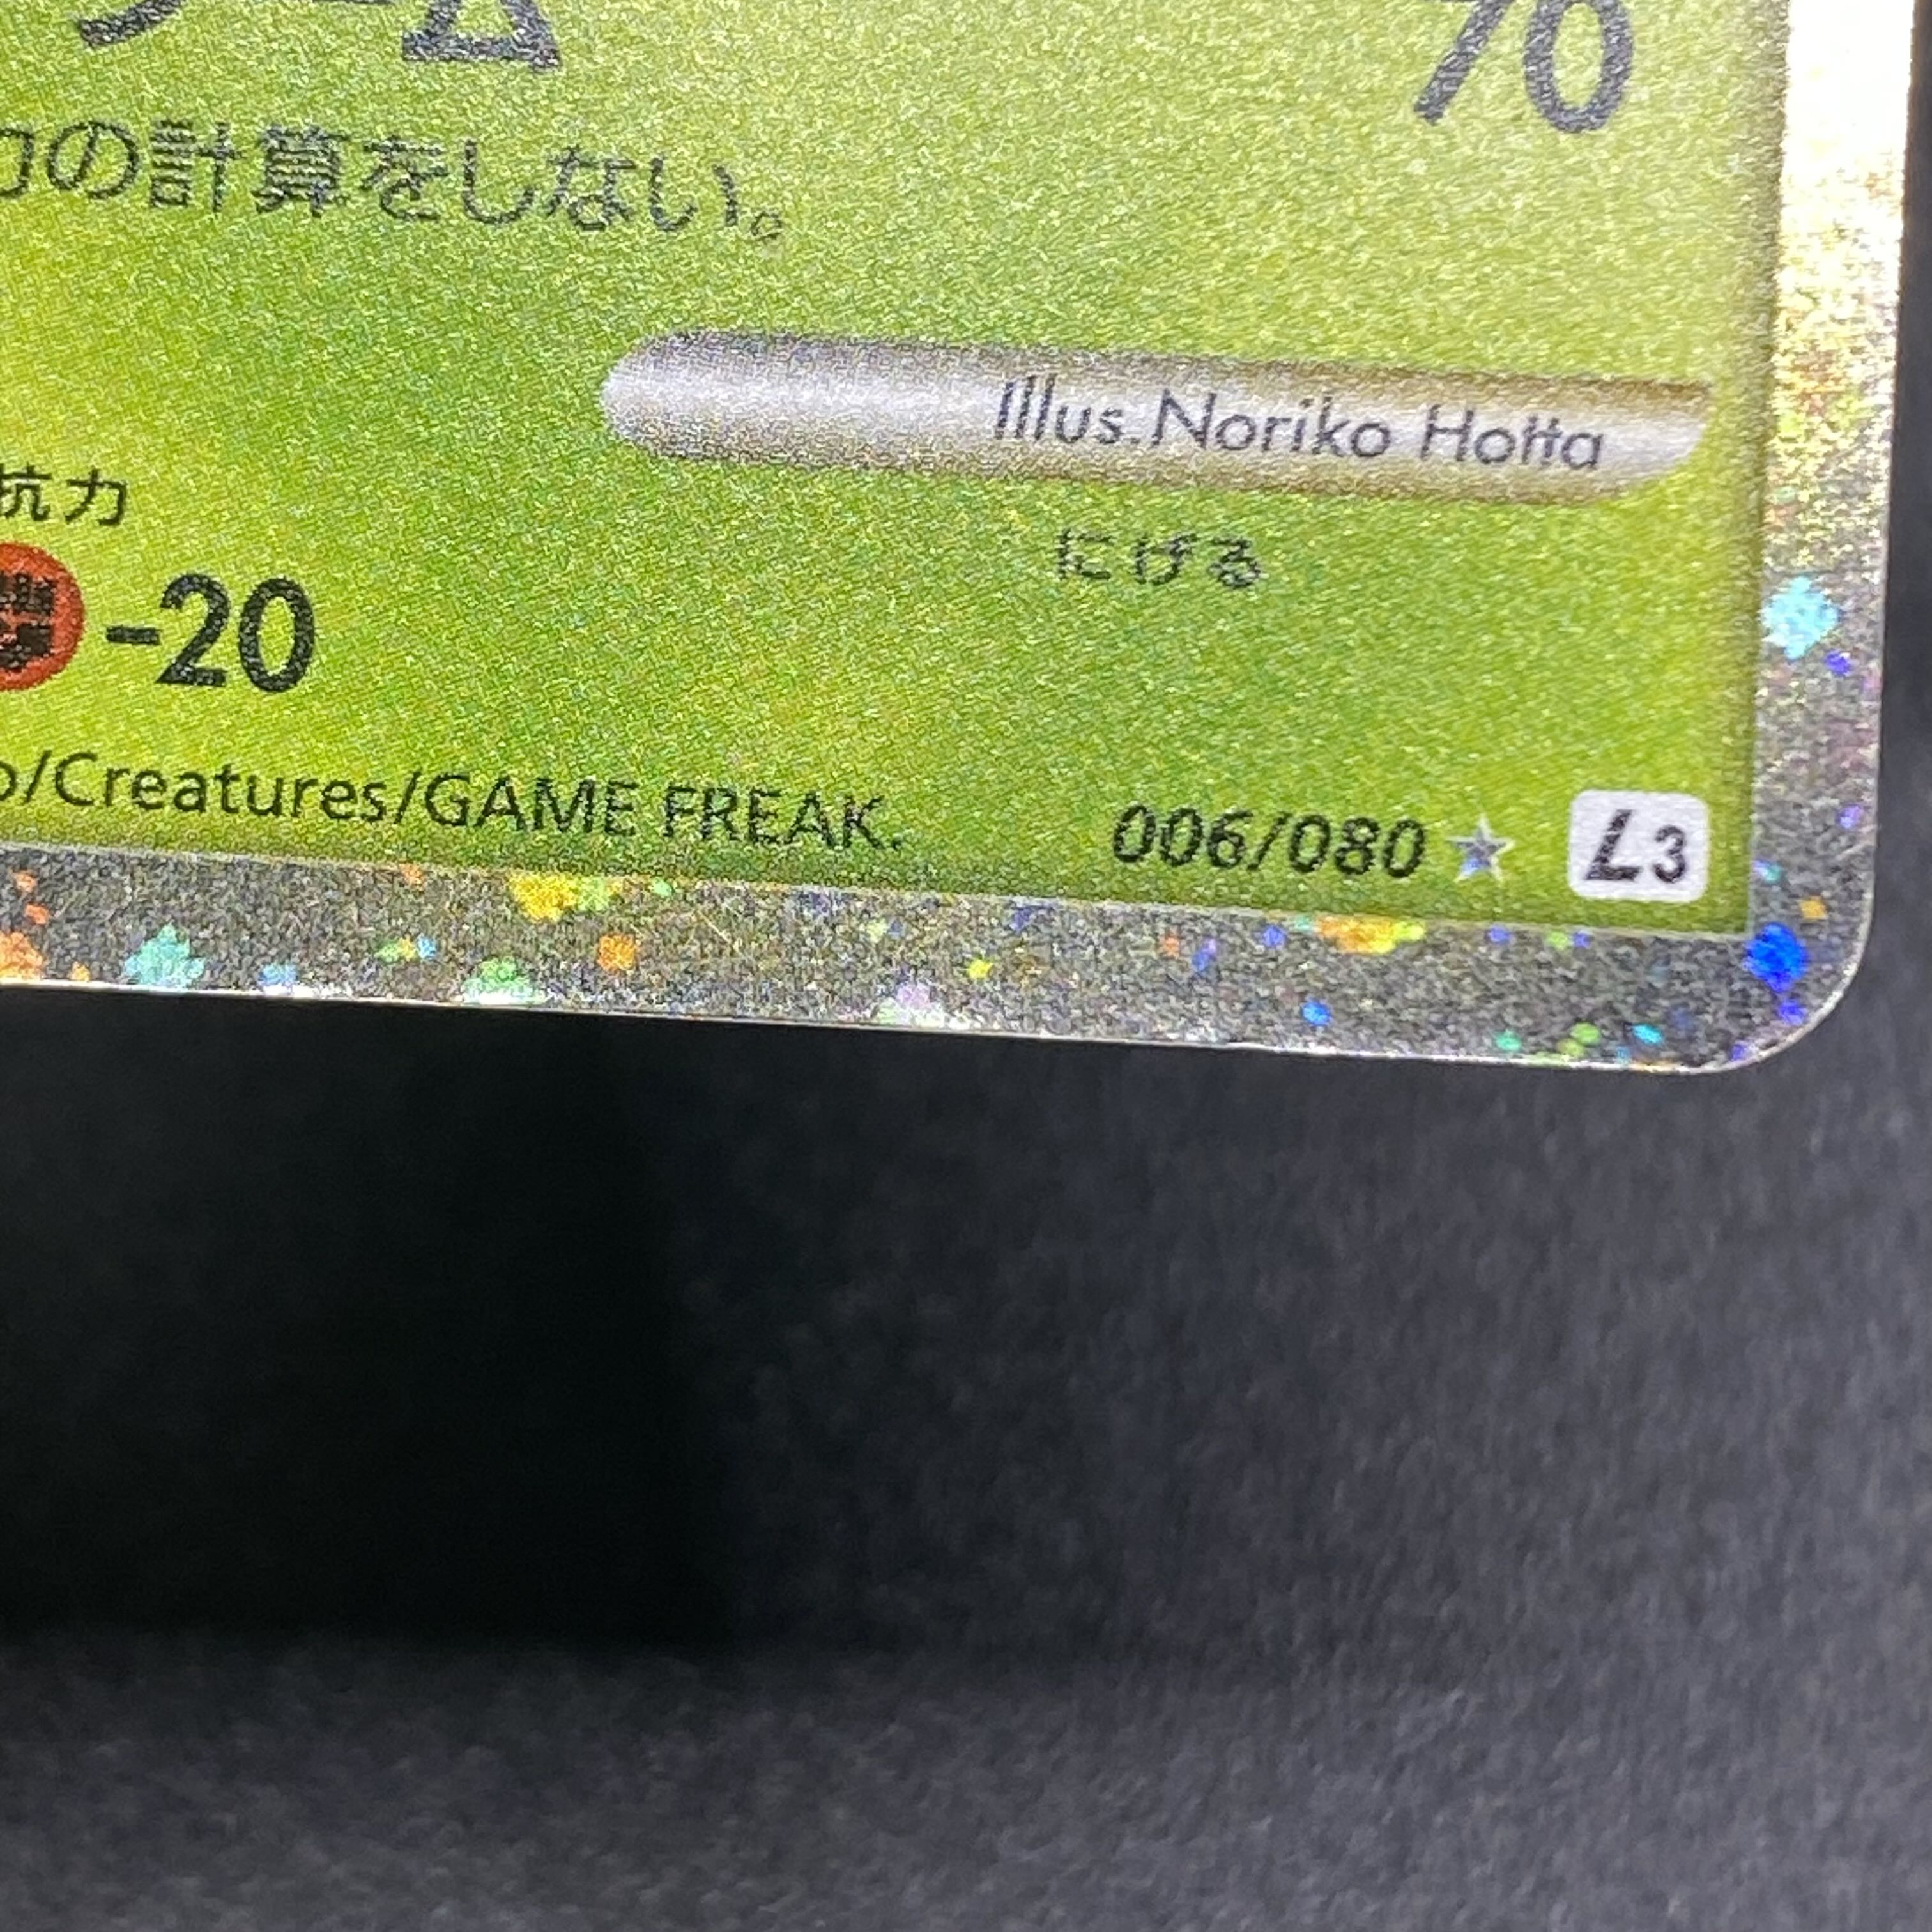 70
の計算をしない。
Illus.Noriko Hotta
抗力
にげる
-20
/Creatures/GAME FREAK.
006/080
L3